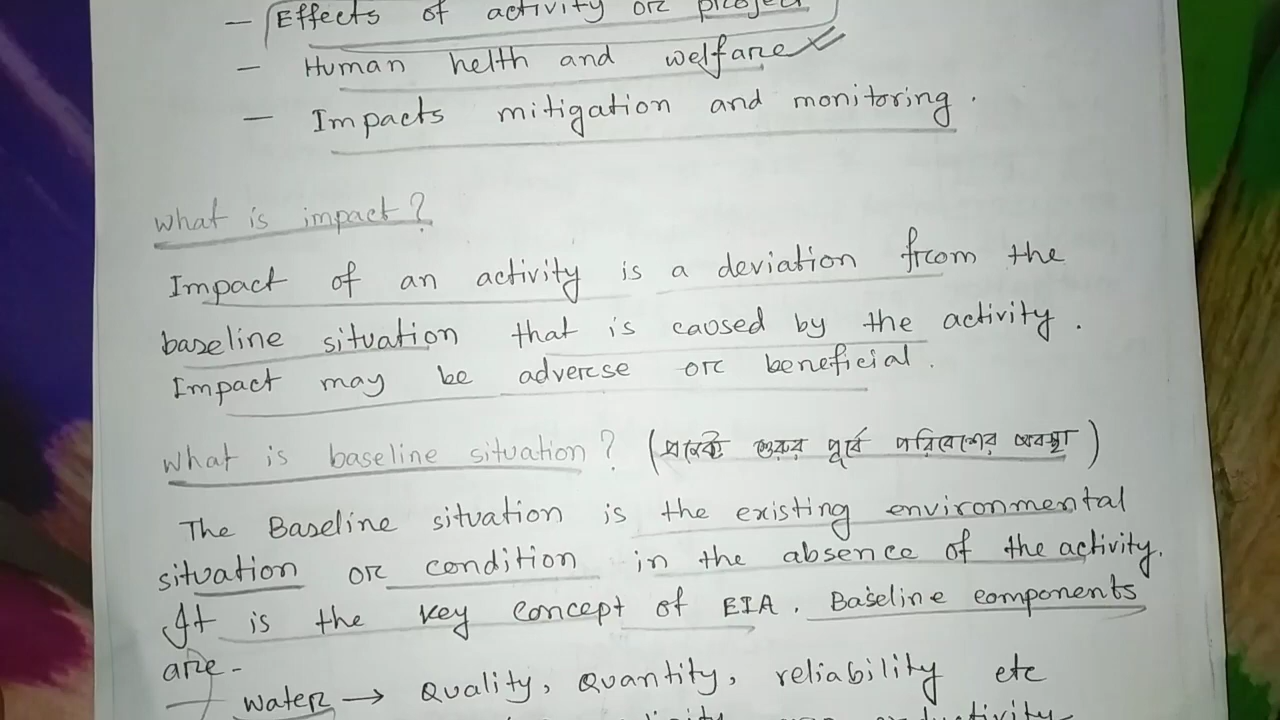 — Effects of activity or project
— Human helth and welfare
— Impacts mitigation and monitoring.
What is impact?
Impact of an activity is a deviation from the
baseline situation that is caused by the activity.
Impact may be adverse or beneficial.
What is baseline situation? (প্রকল্প শুরুর পূর্বে পরিবেশের অবস্থা)
The Baseline situation is the existing environmental
situation or condition in the absence of the activity.
It is the key concept of EIA. Baseline components
are -
— Water → Quality, Quantity, reliability etc